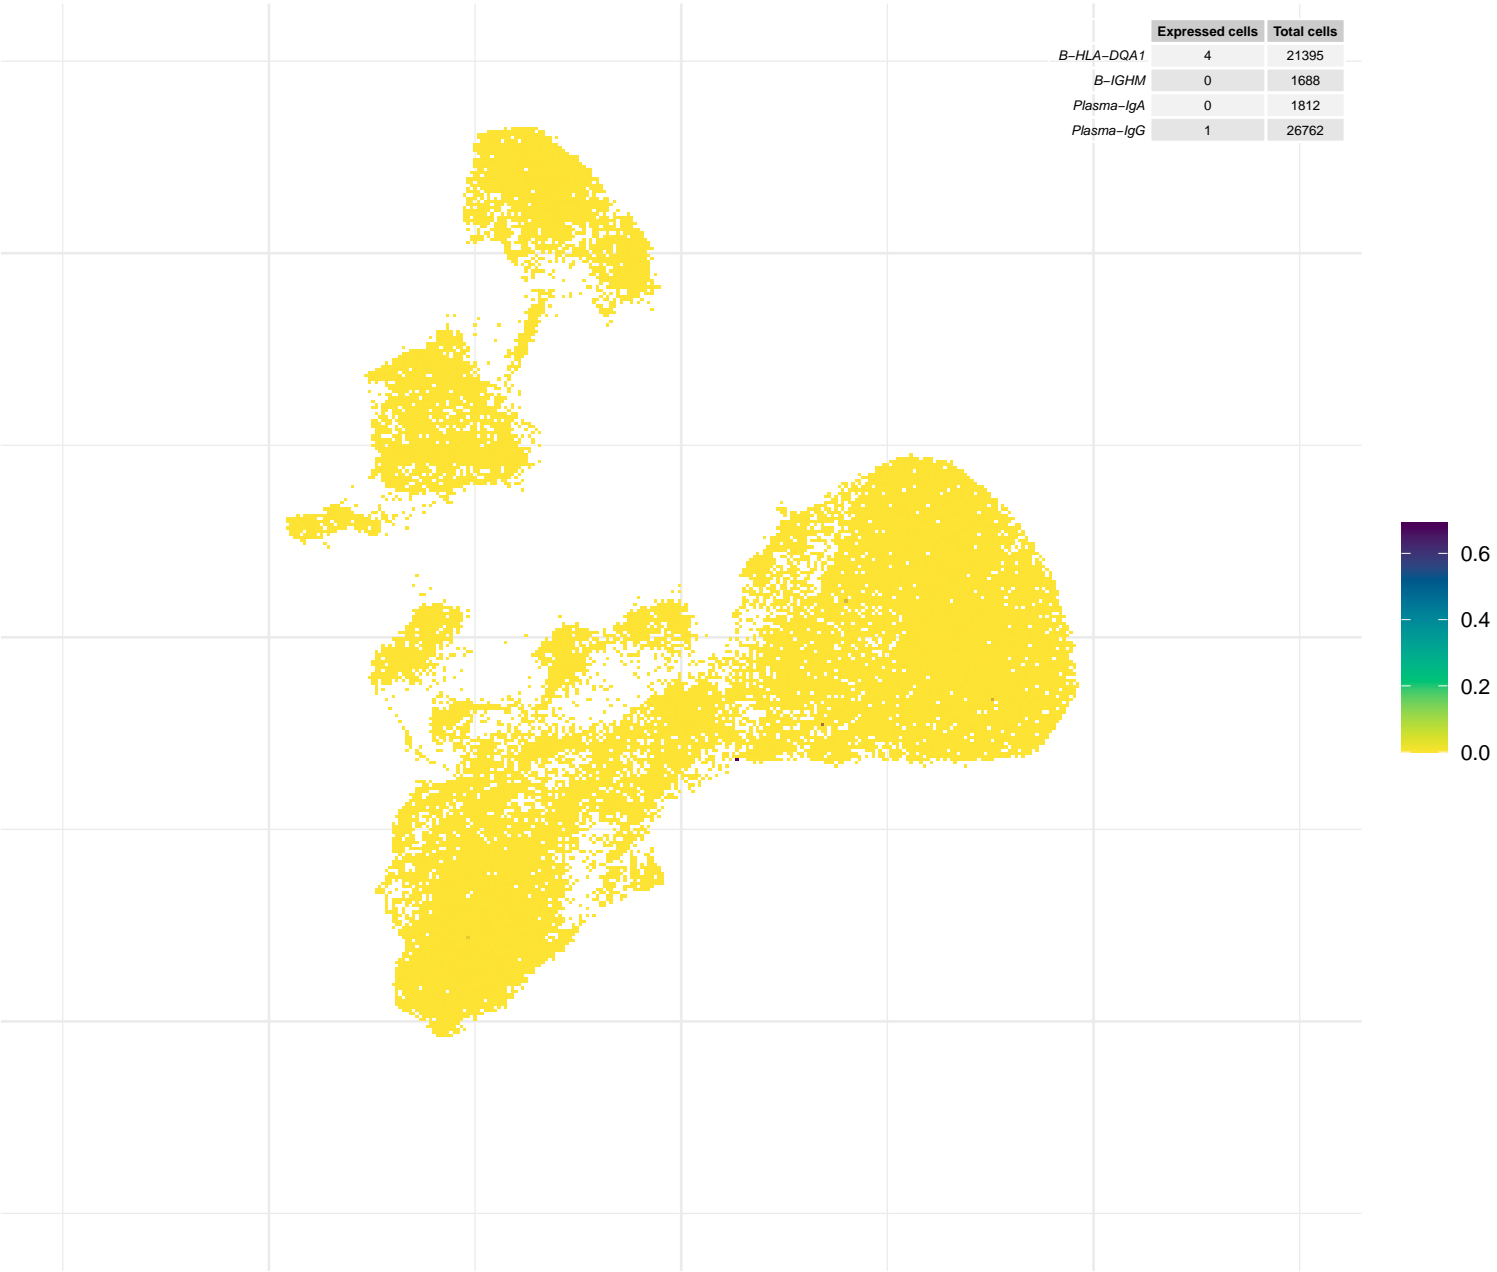 Expressed cells Total cells
B−HLA−DQA1 4 21395
B−IGHM 0 1688
Plasma−IgA 0 1812
Plasma−IgG 1 26762
0.6
0.4
0.2
0.0